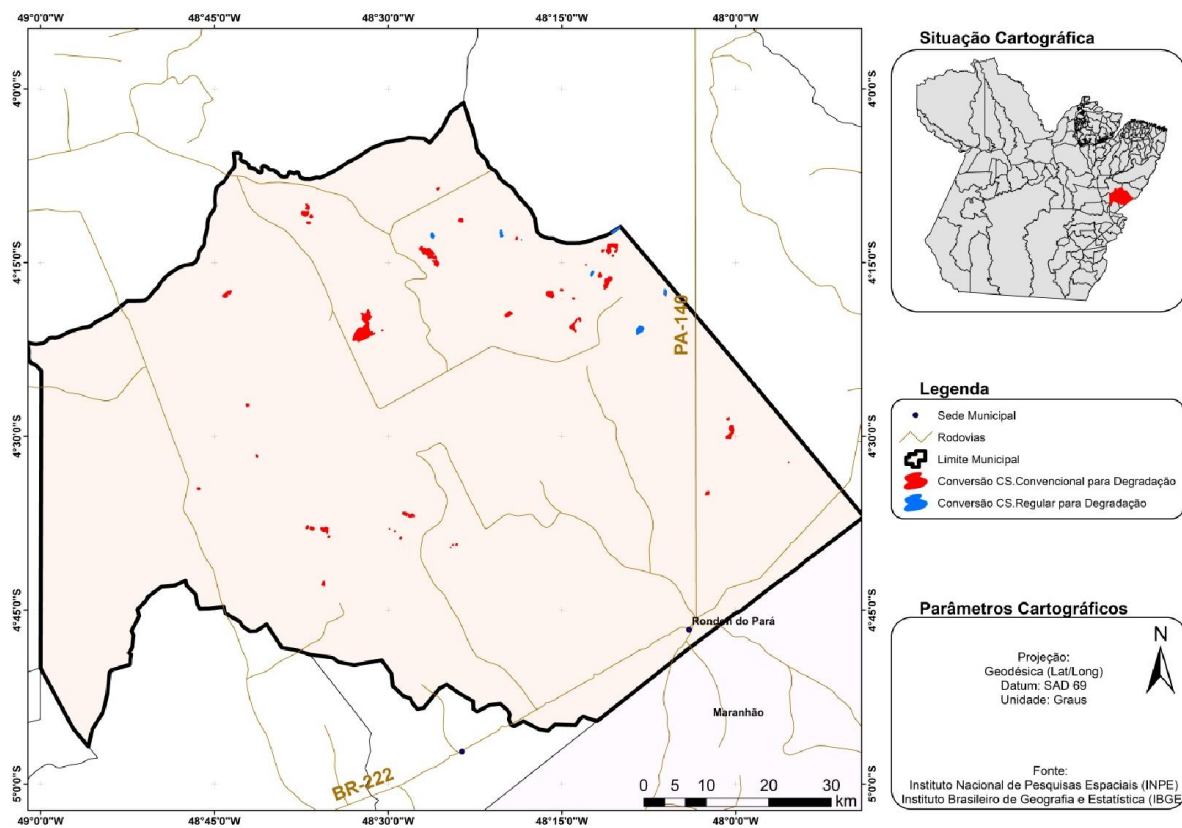 49°0'0"W
48°45'0"W
48°30'0"W
48°15'0"W
48°0'0"W
4°0'0"S
4°15'0"S
4°30'0"S
4°45'0"S
5°0'0"S
PA-140
Rondon do Pará
Maranhão
BR-222
0 5 10 20 30
km
4°0'0"S
4°15'0"S
4°30'0"S
4°45'0"S
5°0'0"S
49°0'0"W
48°45'0"W
48°30'0"W
48°15'0"W
48°0'0"W
Situação Cartográfica
Legenda
Sede Municipal
Rodovias
Limite Municipal
Conversão CS.Convencional para Degradação
Conversão CS.Regular para Degradação
Parâmetros Cartográficos
N
Projeção:
Geodésica (Lat/Long)
Datum: SAD 69
Unidade: Graus
Fonte:
Instituto Nacional de Pesquisas Espaciais (INPE)
Instituto Brasileiro de Geografia e Estatística (IBGE)